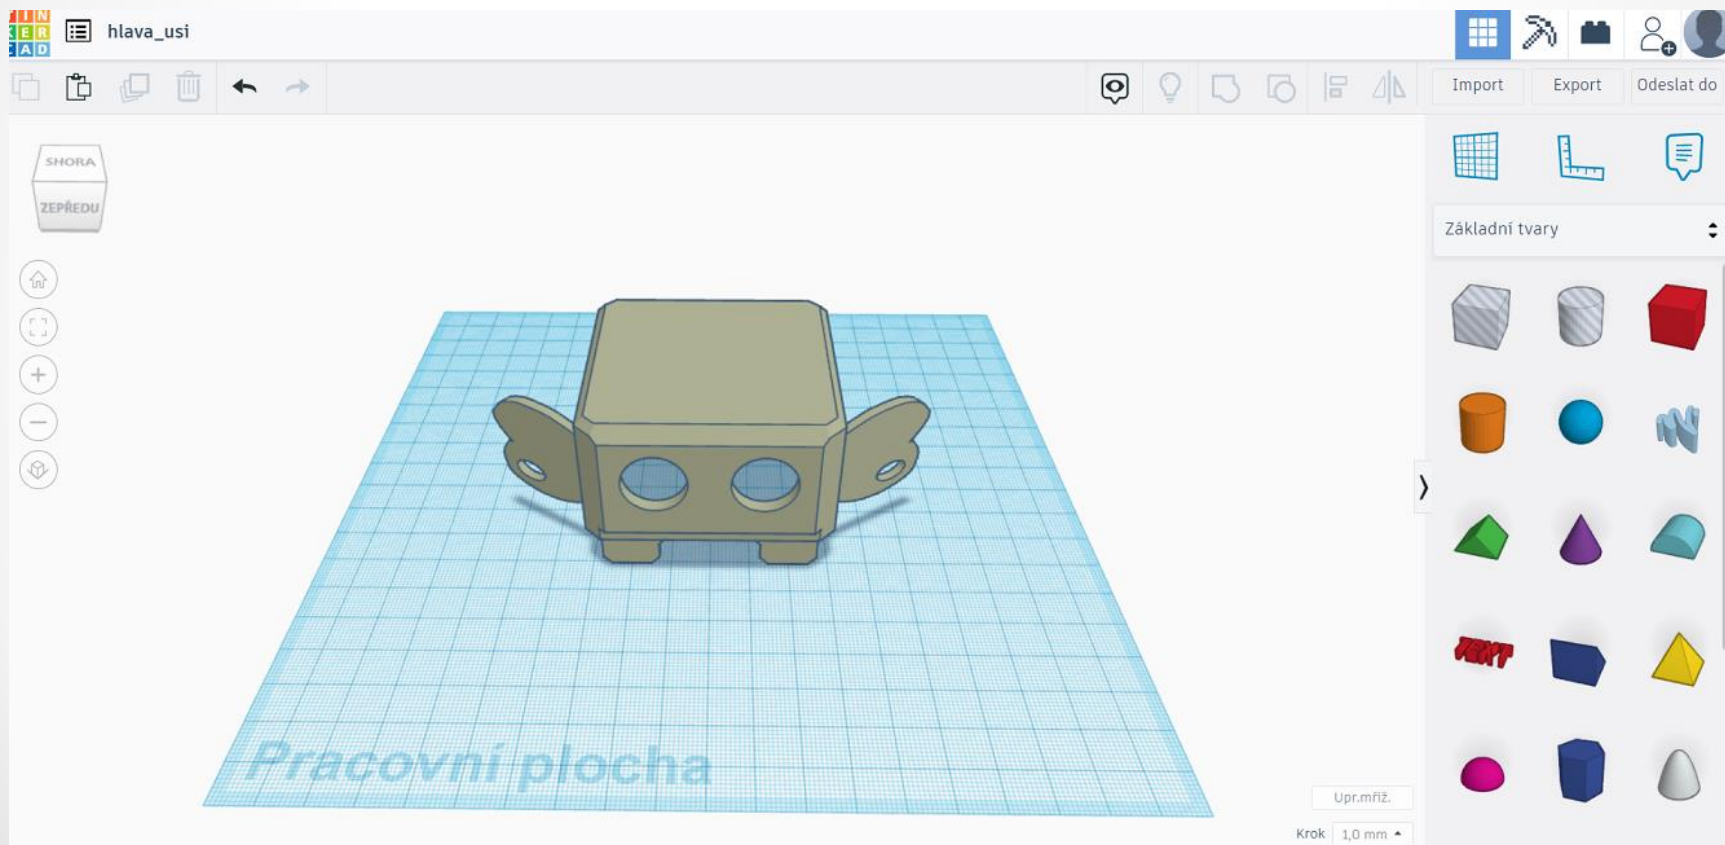 TIN
KER
CAD
hlava_usi
Import
Export
Odeslat do
SHORA
ZEPŘEDU
Základní tvary
TEXT
Pracovní plocha
Upr.mříž.
Krok
1,0 mm